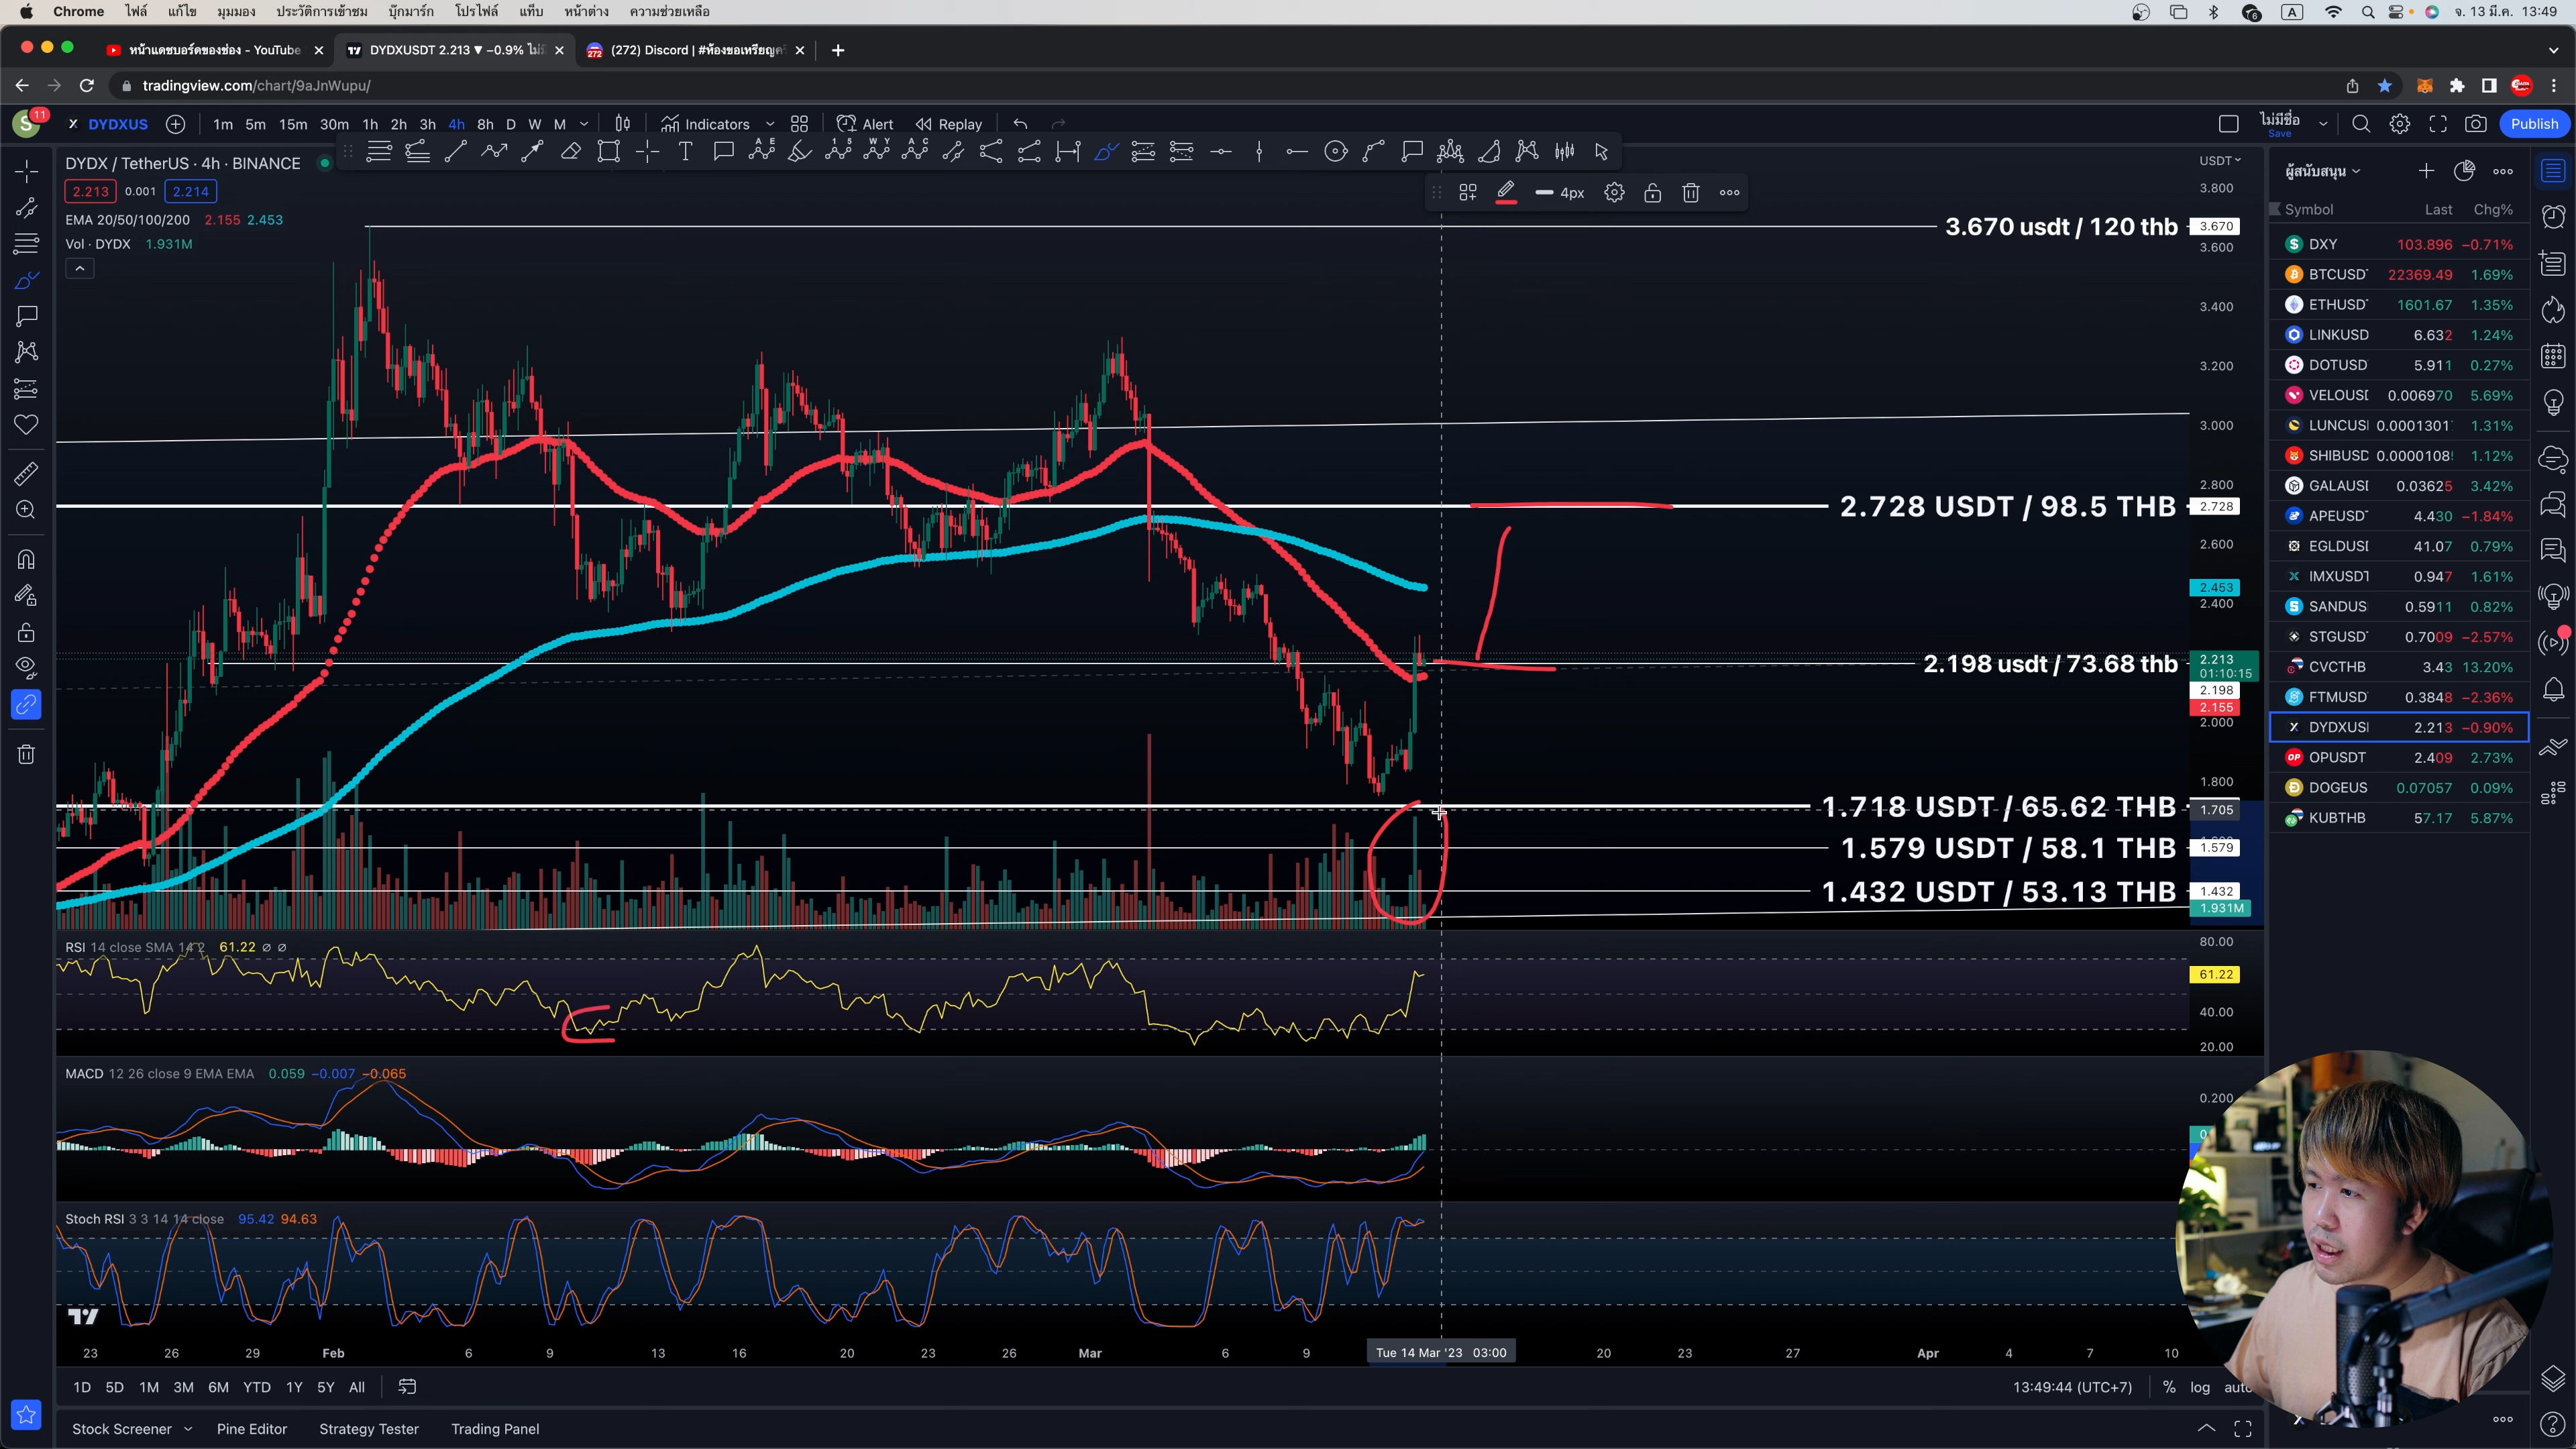 Chrome ไฟล์ แก้ไข มุมมอง ประวัติการเข้าชม บุ๊กมาร์ก โปรไฟล์ แท็บ หน้าต่าง ความช่วยเหลือ
A
จ. 13 มี.ค. 13:49
หน้าแดชบอร์ดของช่อง - YouTube
DYDXUSDT 2.213 ▼ −0.9% ไม่มี
(272) Discord | #ห้องขอเหรียญคริ
tradingview.com/chart/9aJnWupu/
S 11
DYDXUS
1m 5m 15m 30m 1h 2h 3h 4h 8h D W M
Indicators
Alert
Replay
ไม่มีชื่อ
Save
Publish
DYDX / TetherUS · 4h · BINANCE
2.213 0.001 2.214
EMA 20/50/100/200 2.155 2.453
Vol · DYDX 1.931M
4px
USDT
3.800
3.670 usdt / 120 thb
3.670
3.600
3.400
3.200
3.000
2.800
2.728 USDT / 98.5 THB
2.728
2.600
2.453
2.400
2.198 usdt / 73.68 thb
2.213
01:10:15
2.198
2.155
2.000
1.800
1.718 USDT / 65.62 THB
1.705
1.579 USDT / 58.1 THB
1.579
1.432 USDT / 53.13 THB
1.432
1.931M
RSI 14 close SMA 14 2 61.22 ∅ ∅
80.00
61.22
40.00
20.00
MACD 12 26 close 9 EMA EMA 0.059 −0.007 −0.065
0.200
Stoch RSI 3 3 14 14 close 95.42 94.63
23 26 29 Feb 6 9 13 16 20 23 26 Mar 6 9 Tue 14 Mar '23 03:00 20 23 27 Apr 4 7 10
1D 5D 1M 3M 6M YTD 1Y 5Y All
13:49:44 (UTC+7) % log auto
Stock Screener Pine Editor Strategy Tester Trading Panel
ผู้สนับสนุน
Symbol Last Chg%
DXY 103.896 −0.71%
BTCUSDT 22369.49 1.69%
ETHUSDT 1601.67 1.35%
LINKUSD 6.632 1.24%
DOTUSD 5.911 0.27%
VELOUSD 0.006970 5.69%
LUNCUS 0.0001301 1.31%
SHIBUSD 0.0000108 1.12%
GALAUS 0.03625 3.42%
APEUSDT 4.430 −1.84%
EGLDUS 41.07 0.79%
IMXUSDT 0.947 1.61%
SANDUS 0.5911 0.82%
STGUSDT 0.7009 −2.57%
CVCTHB 3.43 13.20%
FTMUSD 0.3848 −2.36%
DYDXUS 2.213 −0.90%
OPUSDT 2.409 2.73%
DOGEUS 0.07057 0.09%
KUBTHB 57.17 5.87%